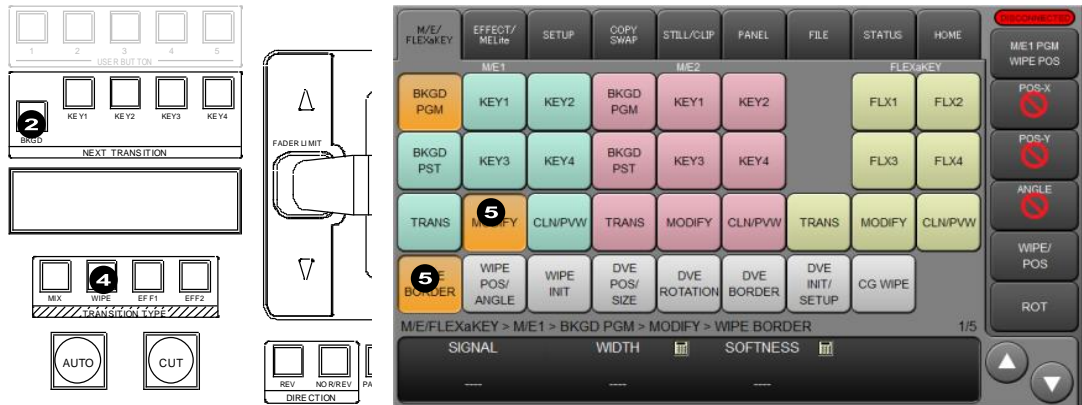 1 2 3 4 5
USER BUTTON
2
BKGD KEY1 KEY2 KEY3 KEY4
NEXT TRANSITION
4
MIX WIPE EFF1 EFF2
TRANSITION TYPE
AUTO CUT
FADER LIMIT
REV NOR/REV PA
DIRECTION
M/E/ FLEXaKEY EFFECT/ MELite SETUP COPY SWAP STILL/CLIP PANEL FILE STATUS HOME
DISCONNECTED
M/E1 PGM
WIPE POS
M/E1 M/E2 FLEXaKEY
BKGD PGM KEY1 KEY2 BKGD PGM KEY1 KEY2 FLX1 FLX2
POS-X
BKGD PST KEY3 KEY4 BKGD PST KEY3 KEY4 FLX3 FLX4
POS-Y
TRANS MODIFY CLN/PVW TRANS MODIFY CLN/PVW TRANS MODIFY CLN/PVW
5
ANGLE
BORDER WIPE POS/ ANGLE WIPE INIT DVE POS/ SIZE DVE ROTATION DVE BORDER DVE INIT/ SETUP CG WIPE
5
WIPE/
POS
ROT
M/E/FLEXaKEY > M/E1 > BKGD PGM > MODIFY > WIPE BORDER 1/5
SIGNAL WIDTH SOFTNESS
---- ---- ----